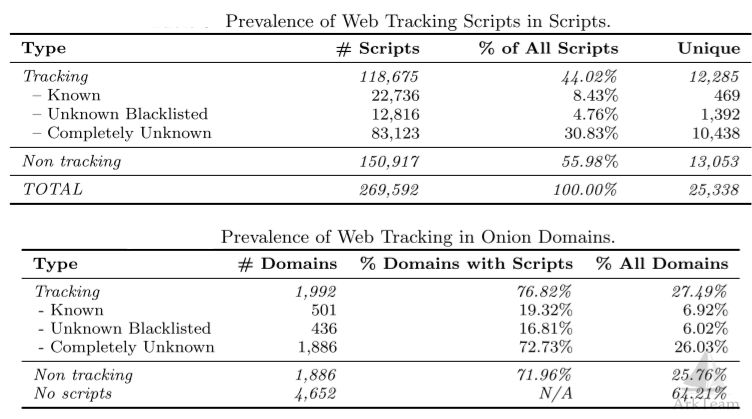 Prevalence of Web Tracking Scripts in Scripts.
Type # Scripts % of All Scripts Unique
Tracking 118,675 44.02% 12,285
– Known 22,736 8.43% 469
– Unknown Blacklisted 12,816 4.76% 1,392
– Completely Unknown 83,123 30.83% 10,438
Non tracking 150,917 55.98% 13,053
TOTAL 269,592 100.00% 25,338
Prevalence of Web Tracking in Onion Domains.
Type # Domains % Domains with Scripts % All Domains
Tracking 1,992 76.82% 27.49%
- Known 501 19.32% 6.92%
- Unknown Blacklisted 436 16.81% 6.02%
- Completely Unknown 1,886 72.73% 26.03%
Non tracking 1,886 71.96% 25.76%
No scripts 4,652 N/A 64.21%
ArkTeam